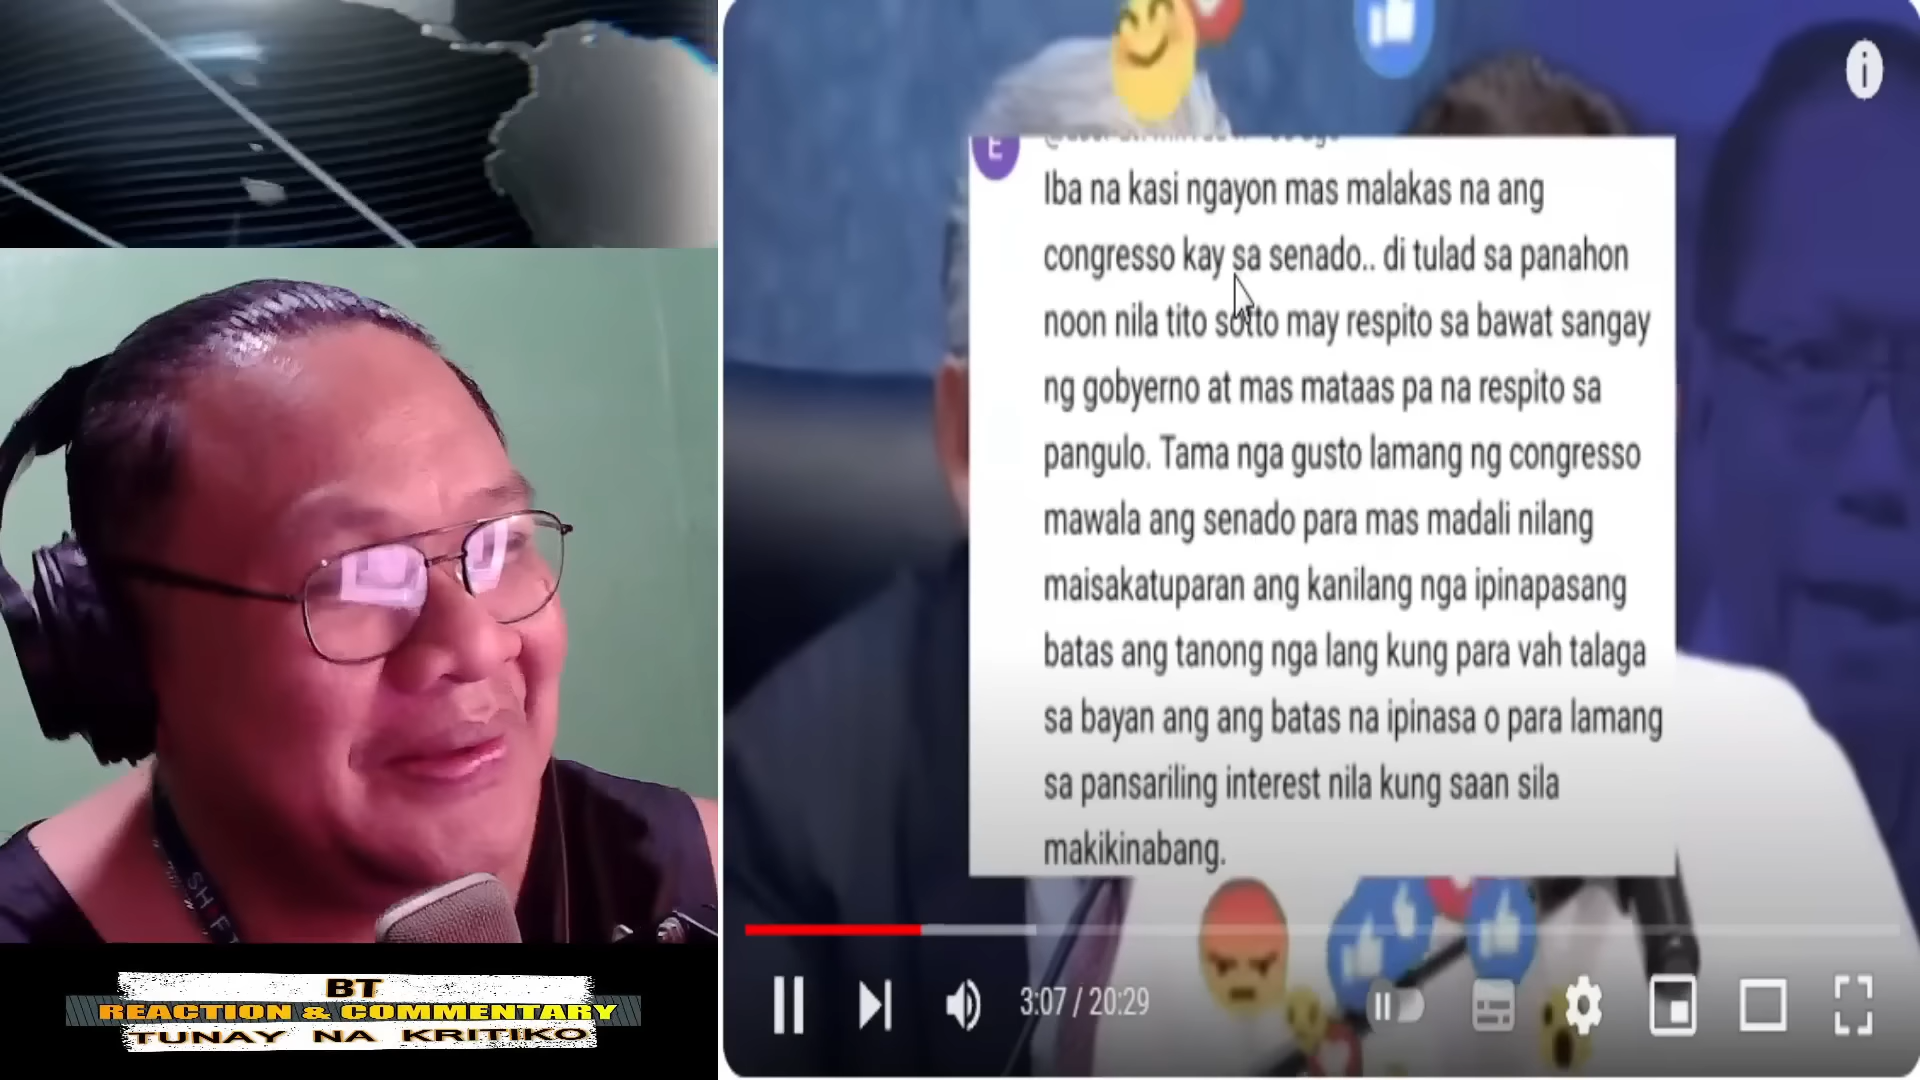 E
Iba na kasi ngayon mas malakas na ang
congresso kay sa senado.. di tulad sa panahon
noon nila tito sotto may respito sa bawat sangay
ng gobyerno at mas mataas pa na respito sa
pangulo. Tama nga gusto lamang ng congresso
mawala ang senado para mas madali nilang
maisakatuparan ang kanilang nga ipinapasang
batas ang tanong nga lang kung para vah talaga
sa bayan ang ang batas na ipinasa o para lamang
sa pansariling interest nila kung saan sila
makikinabang.
3:07 / 20:29
BT
REACTION & COMMENTARY
TUNAY NA KRITIKO